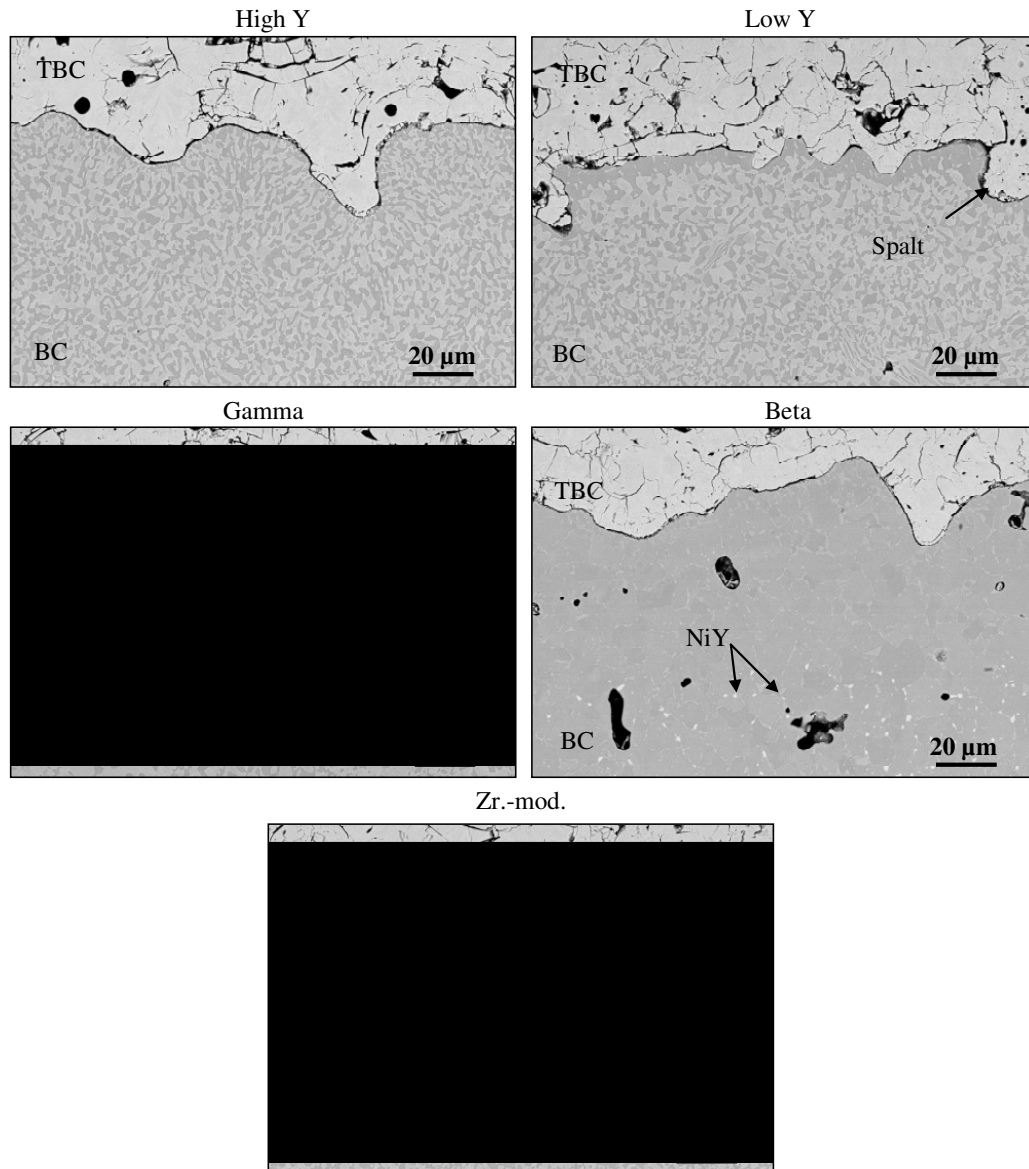 High Y
Low Y
TBC
TBC
Spalt
BC
20 µm
BC
20 µm
Gamma
Beta
TBC
NiY
BC
20 µm
Zr.-mod.